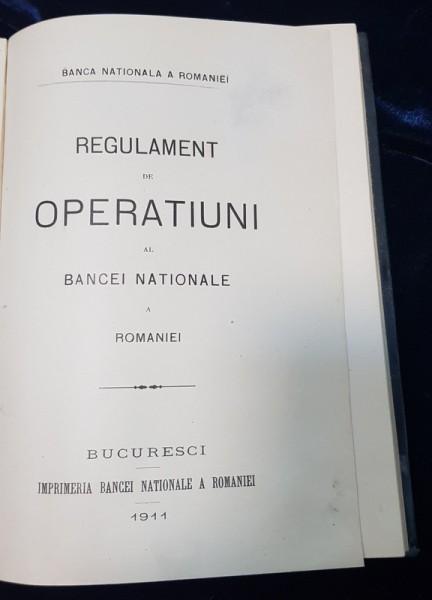 BANCA NATIONALA A ROMANIEI
REGULAMENT
DE
OPERATIUNI
AL
BANCEI NATIONALE
A
ROMANIEI
BUCURESCI
IMPRIMERIA BANCEI NATIONALE A ROMANIEI
1911